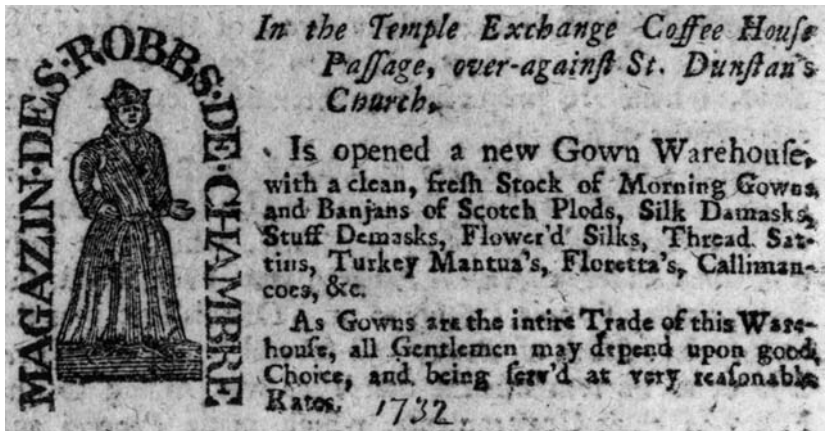 MAGAZIN·DES·ROBBS·DE·CHAMBRE
In the Temple Exchange Coffee Houſe
Paſſage, over-againſt St. Dunſtan's
Church,
Is opened a new Gown Warehouſe,
with a clean, freſh Stock of Morning Gowns,
and Banjans of Scotch Plods, Silk Damasks,
Stuff Demasks, Flower'd Silks, Thread Sat-
tins, Turkey Mantua's, Floretta's, Calliman-
coes, &c.
As Gowns are the intire Trade of this Ware-
houſe, all Gentlemen may depend upon good
Choice, and being ſerv'd at very reaſonable
Rates.
1732